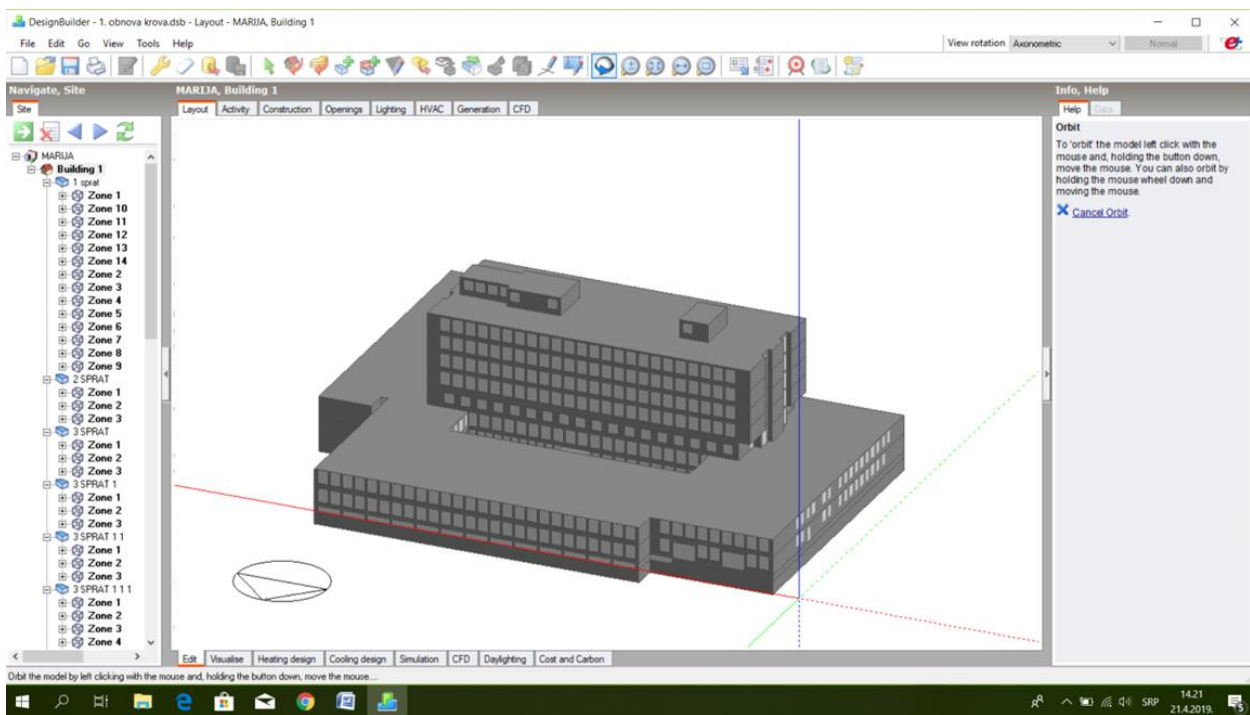 DesignBuilder - 1. obnova krova.dsb - Layout - MARIJA, Building 1
File Edit Go View Tools Help
View rotation Axonometric Normal
Navigate, Site
MARIJA, Building 1
Info, Help
Site
Layout Activity Construction Openings Lighting HVAC Generation CFD
Help Data
Orbit
To 'orbit' the model left click with the
mouse and, holding the button down,
move the mouse. You can also orbit by
holding the mouse wheel down and
moving the mouse.
Cancel Orbit
MARIJA
Building 1
1 sprat
Zone 1
Zone 10
Zone 11
Zone 12
Zone 13
Zone 14
Zone 2
Zone 3
Zone 4
Zone 5
Zone 6
Zone 7
Zone 8
Zone 9
2 SPRAT
Zone 1
Zone 2
Zone 3
3 SPRAT
Zone 1
Zone 2
Zone 3
3 SPRAT 1
Zone 1
Zone 2
Zone 3
3 SPRAT 1 1
Zone 1
Zone 2
Zone 3
3 SPRAT 1 1 1
Zone 1
Zone 2
Zone 3
Zone 4
Edit Visualise Heating design Cooling design Simulation CFD Daylighting Cost and Carbon
Orbit the model by left clicking with the mouse and, holding the button down, move the mouse....
SRP
14.21
21.4.2019.
5